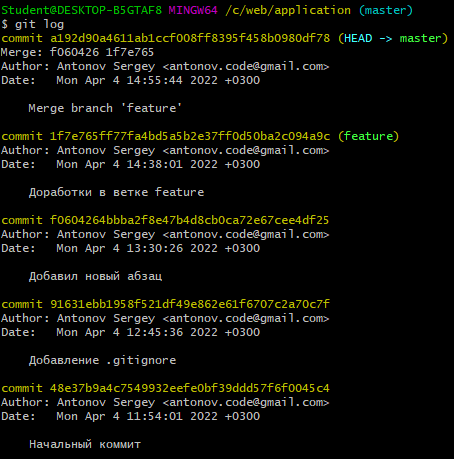 Student@DESKTOP-B5GTAF8 MINGW64 /c/web/application (master)
$ git log
commit a192d90a4611ab1ccf008ff8395f458b0980df78 (HEAD -> master)
Merge: f060426 1f7e765
Author: Antonov Sergey <antonov.code@gmail.com>
Date:   Mon Apr 4 14:55:44 2022 +0300
    Merge branch 'feature'
commit 1f7e765ff77fa4bd5a5b2e37ff0d50ba2c094a9c (feature)
Author: Antonov Sergey <antonov.code@gmail.com>
Date:   Mon Apr 4 14:38:01 2022 +0300
    Доработки в ветке feature
commit f0604264bbba2f8e47b4d8cb0ca72e67cee4df25
Author: Antonov Sergey <antonov.code@gmail.com>
Date:   Mon Apr 4 13:30:26 2022 +0300
    Добавил новый абзац
commit 91631ebb1958f521df49e862e61f6707c2a70c7f
Author: Antonov Sergey <antonov.code@gmail.com>
Date:   Mon Apr 4 12:45:36 2022 +0300
    Добавление .gitignore
commit 48e37b9a4c7549932eefe0bf39ddd57f6f0045c4
Author: Antonov Sergey <antonov.code@gmail.com>
Date:   Mon Apr 4 11:54:01 2022 +0300
    Начальный коммит